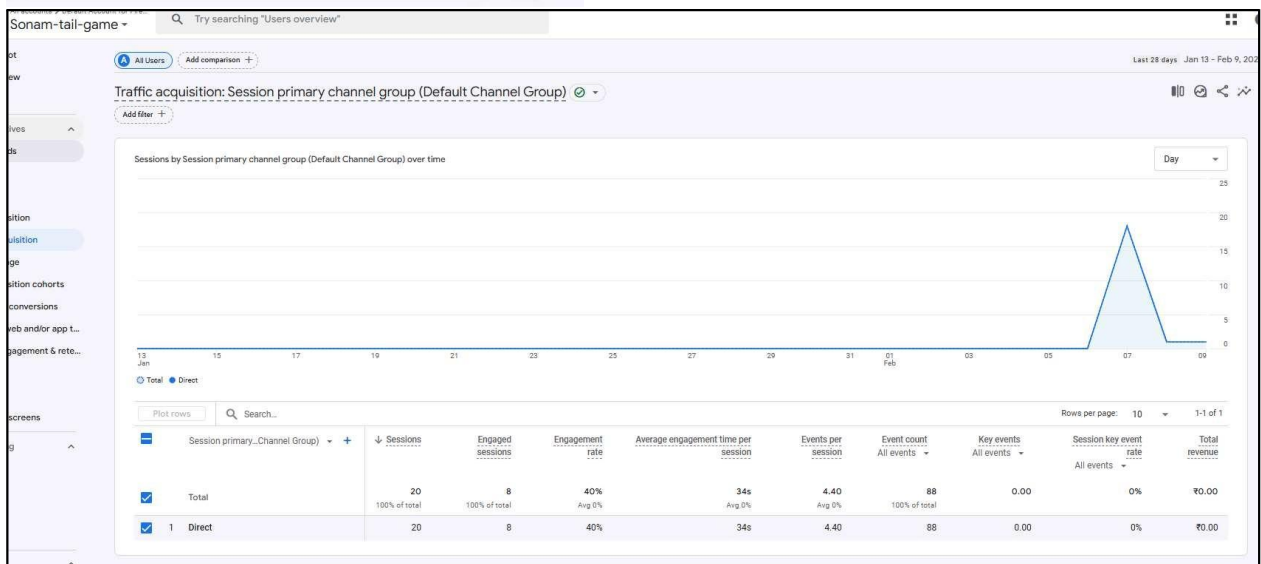 Sonam-tail-game
Try searching "Users overview"
ot
ew
ives
ds
sition
uisition
ge
sition cohorts
conversions
veb and/or app t...
gagement & rete...
screens
g
A All Users
Add comparison +
Last 28 days Jan 13 - Feb 9, 202
Traffic acquisition: Session primary channel group (Default Channel Group)
Add filter +
Sessions by Session primary channel group (Default Channel Group) over time
Day
25
20
15
10
5
0
13 15 17 19 21 23 25 27 29 31 01 03 05 07 09
Jan Feb
Total Direct
Plot rows Search... Rows per page: 10 1-1 of 1
Session primary...Channel Group) + ↓ Sessions Engaged sessions Engagement rate Average engagement time per session Events per session Event count All events Key events All events Session key event rate All events Total revenue
Total 20 8 40% 34s 4.40 88 0.00 0% ₹0.00
100% of total 100% of total Avg 0% Avg 0% Avg 0% 100% of total
1 Direct 20 8 40% 34s 4.40 88 0.00 0% ₹0.00